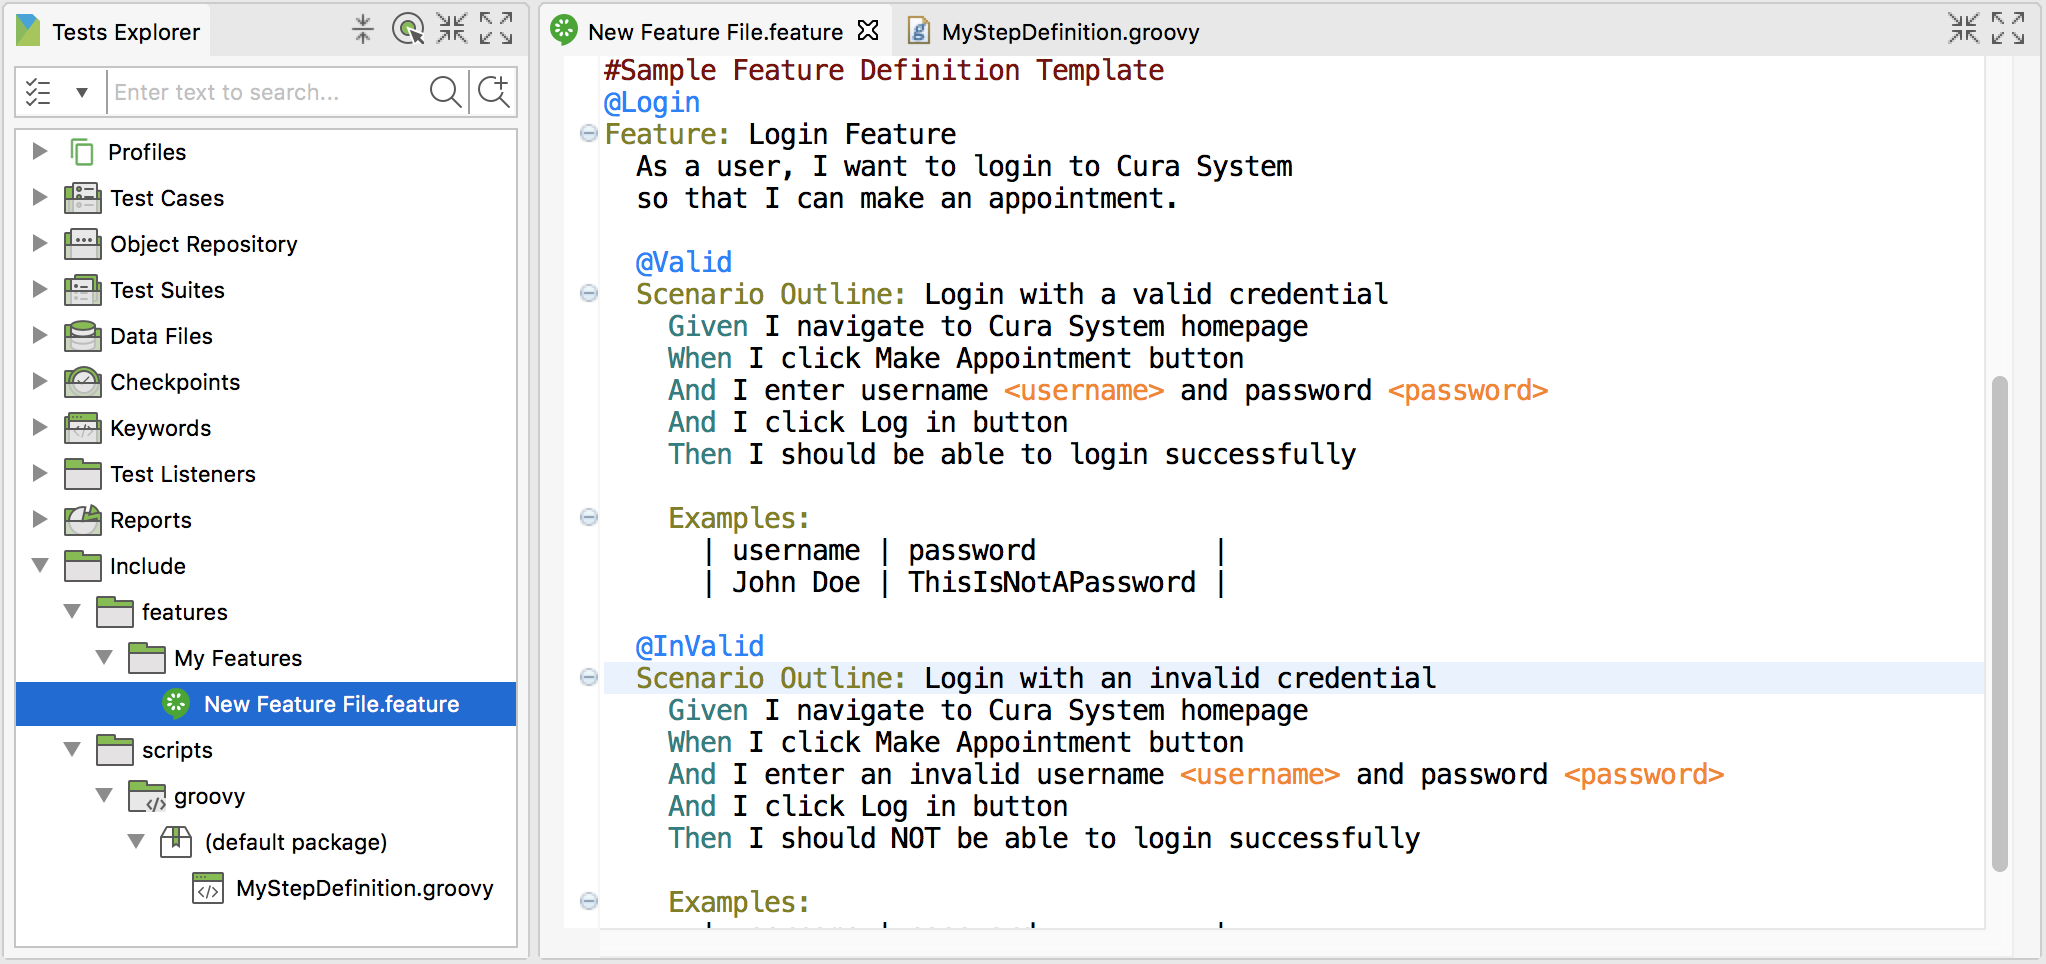 Tests Explorer
Enter text to search...
Profiles
Test Cases
Object Repository
Test Suites
Data Files
Checkpoints
Keywords
Test Listeners
Reports
Include
features
My Features
New Feature File.feature
scripts
groovy
(default package)
MyStepDefinition.groovy
New Feature File.feature
MyStepDefinition.groovy
#Sample Feature Definition Template
@Login
Feature: Login Feature
As a user, I want to login to Cura System
so that I can make an appointment.
@Valid
Scenario Outline: Login with a valid credential
Given I navigate to Cura System homepage
When I click Make Appointment button
And I enter username <username> and password <password>
And I click Log in button
Then I should be able to login successfully
Examples:
| username | password |
| John Doe | ThisIsNotAPassword |
@InValid
Scenario Outline: Login with an invalid credential
Given I navigate to Cura System homepage
When I click Make Appointment button
And I enter an invalid username <username> and password <password>
And I click Log in button
Then I should NOT be able to login successfully
Examples: